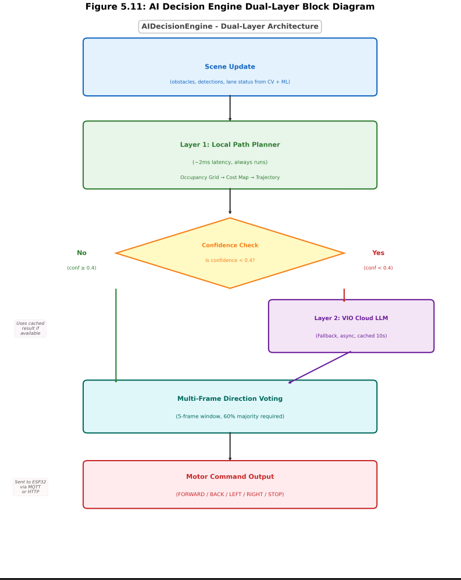 Figure 5.11: AI Decision Engine Dual-Layer Block Diagram
AIDecisionEngine - Dual-Layer Architecture
Scene Update
(obstacles, detections, lane status from CV + ML)
Layer 1: Local Path Planner
(~2ms latency, always runs)
Occupancy Grid → Cost Map → Trajectory
Confidence Check
Is confidence < 0.4?
No
(conf ≥ 0.4)
Yes
(conf < 0.4)
Layer 2: VIO Cloud LLM
(Fallback, async, cached 10s)
Uses cached
result if
available
Multi-Frame Direction Voting
(5-frame window, 60% majority required)
Motor Command Output
(FORWARD / BACK / LEFT / RIGHT / STOP)
Sent to ESP32
via MQTT
or HTTP